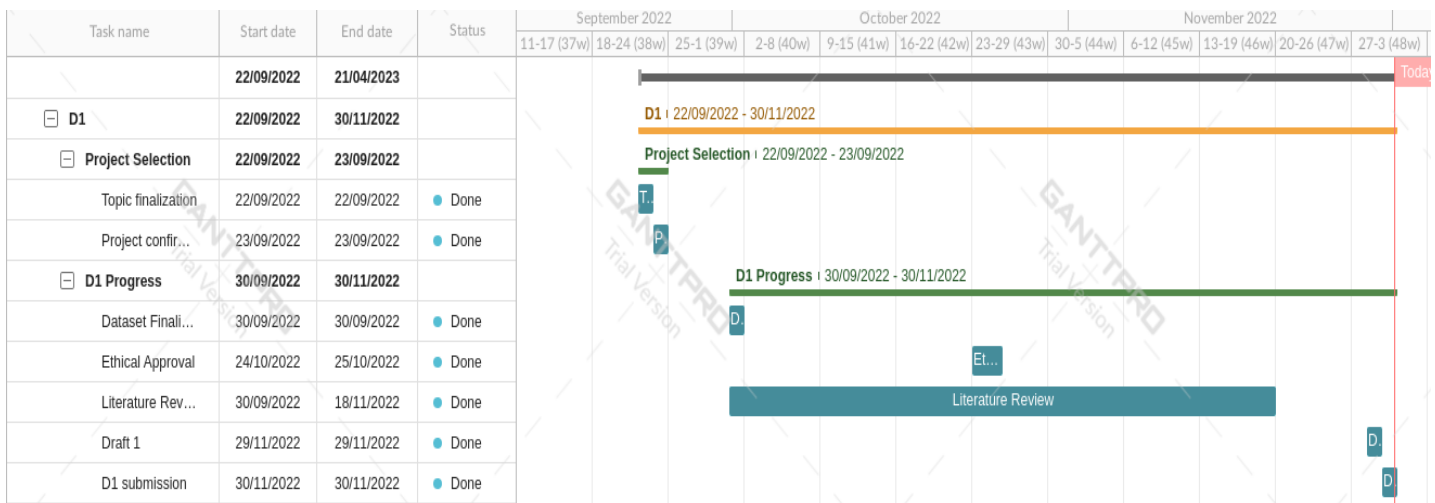 Task name Start date End date Status September 2022 October 2022 November 2022
11-17 (37w) 18-24 (38w) 25-1 (39w) 2-8 (40w) 9-15 (41w) 16-22 (42w) 23-29 (43w) 30-5 (44w) 6-12 (45w) 13-19 (46w) 20-26 (47w) 27-3 (48w)
22/09/2022 21/04/2023 Today
D1 22/09/2022 30/11/2022 D1 22/09/2022 - 30/11/2022
Project Selection 22/09/2022 23/09/2022 Project Selection 22/09/2022 - 23/09/2022
Topic finalization 22/09/2022 22/09/2022 Done T...
Project confir... 23/09/2022 23/09/2022 Done P
D1 Progress 30/09/2022 30/11/2022 D1 Progress 30/09/2022 - 30/11/2022
Dataset Finali... 30/09/2022 30/09/2022 Done D.
Ethical Approval 24/10/2022 25/10/2022 Done Et...
Literature Rev... 30/09/2022 18/11/2022 Done Literature Review
Draft 1 29/11/2022 29/11/2022 Done D.
D1 submission 30/11/2022 30/11/2022 Done D
GANTTPRO
Trial Version
GANTTPRO
Trial Version
GANTTPRO
Trial Version